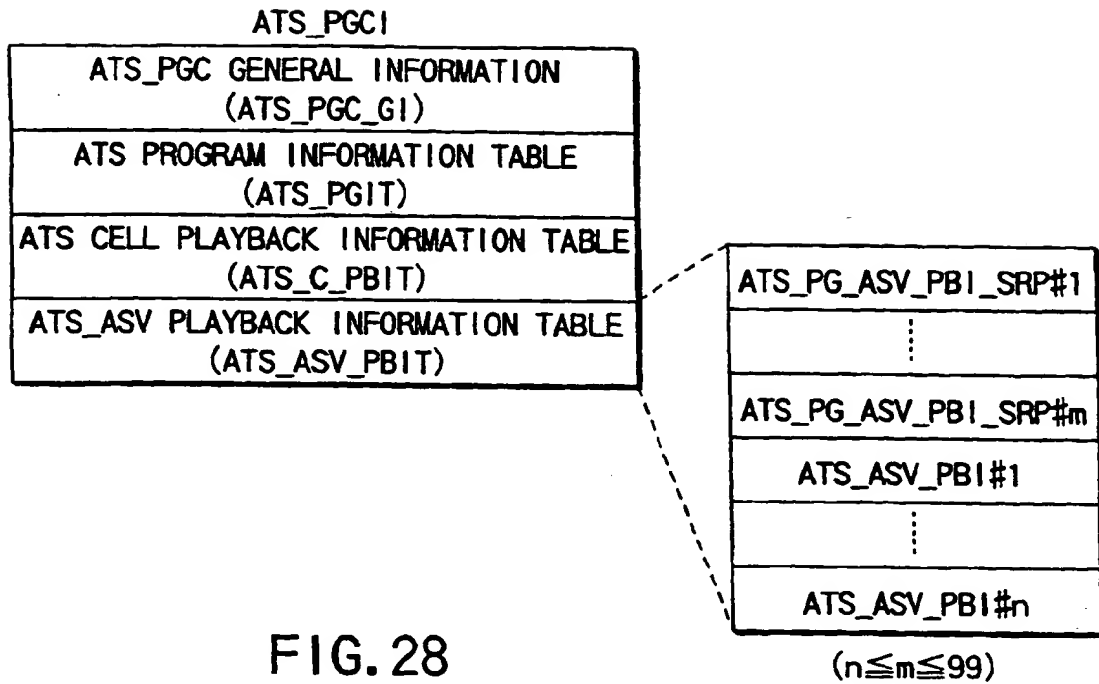 ATS_PGCI
ATS_PGC GENERAL INFORMATION
(ATS_PGC_GI)
ATS PROGRAM INFORMATION TABLE
(ATS_PGIT)
ATS CELL PLAYBACK INFORMATION TABLE
(ATS_C_PBIT)
ATS_ASV PLAYBACK INFORMATION TABLE
(ATS_ASV_PBIT)
ATS_PG_ASV_PBI_SRP#1
ATS_PG_ASV_PBI_SRP#m
ATS_ASV_PBI#1
ATS_ASV_PBI#n
(n≦m≦99)
FIG.28